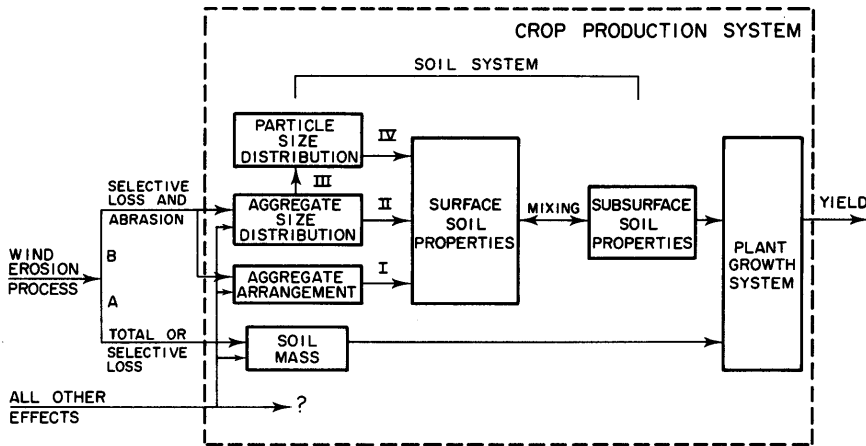 CROP PRODUCTION SYSTEM
SOIL SYSTEM
PARTICLE
SIZE
DISTRIBUTION
IV
III
SELECTIVE
LOSS AND
ABRASION
AGGREGATE
SIZE
DISTRIBUTION
II
SURFACE
SOIL
PROPERTIES
MIXING
SUBSURFACE
SOIL
PROPERTIES
YIELD
PLANT
GROWTH
SYSTEM
WIND
EROSION
PROCESS
B
A
AGGREGATE
ARRANGEMENT
I
TOTAL OR
SELECTIVE
LOSS
SOIL
MASS
ALL OTHER
EFFECTS
?